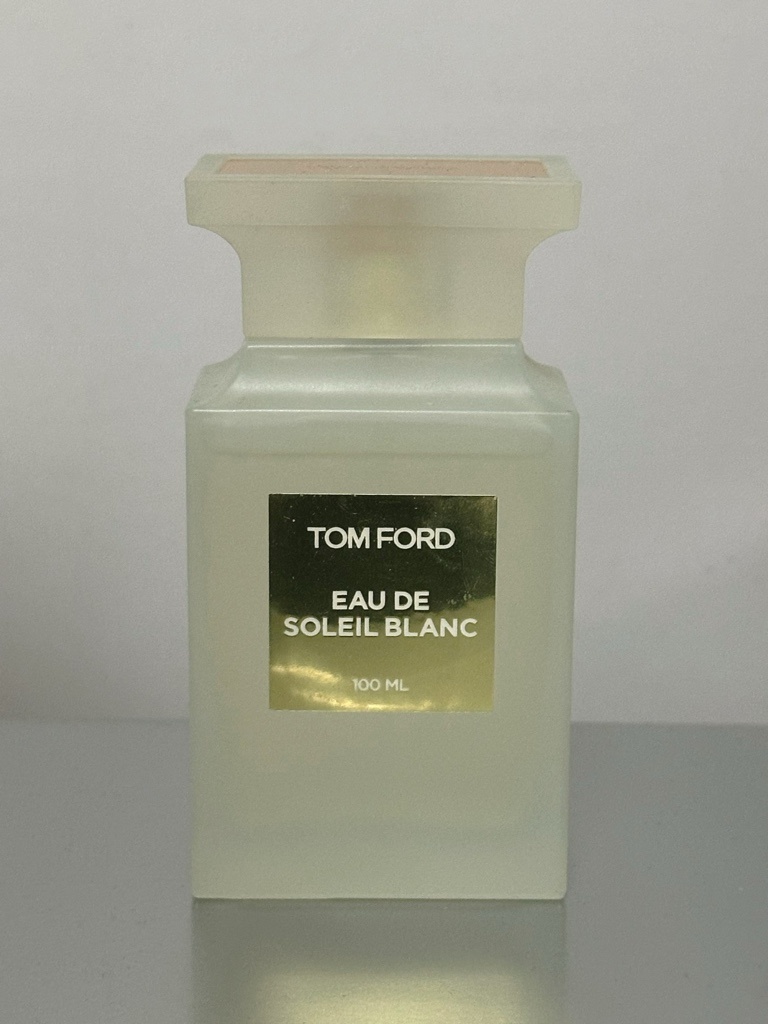 TOM FORD
EAU DE
SOLEIL BLANC
100 ML